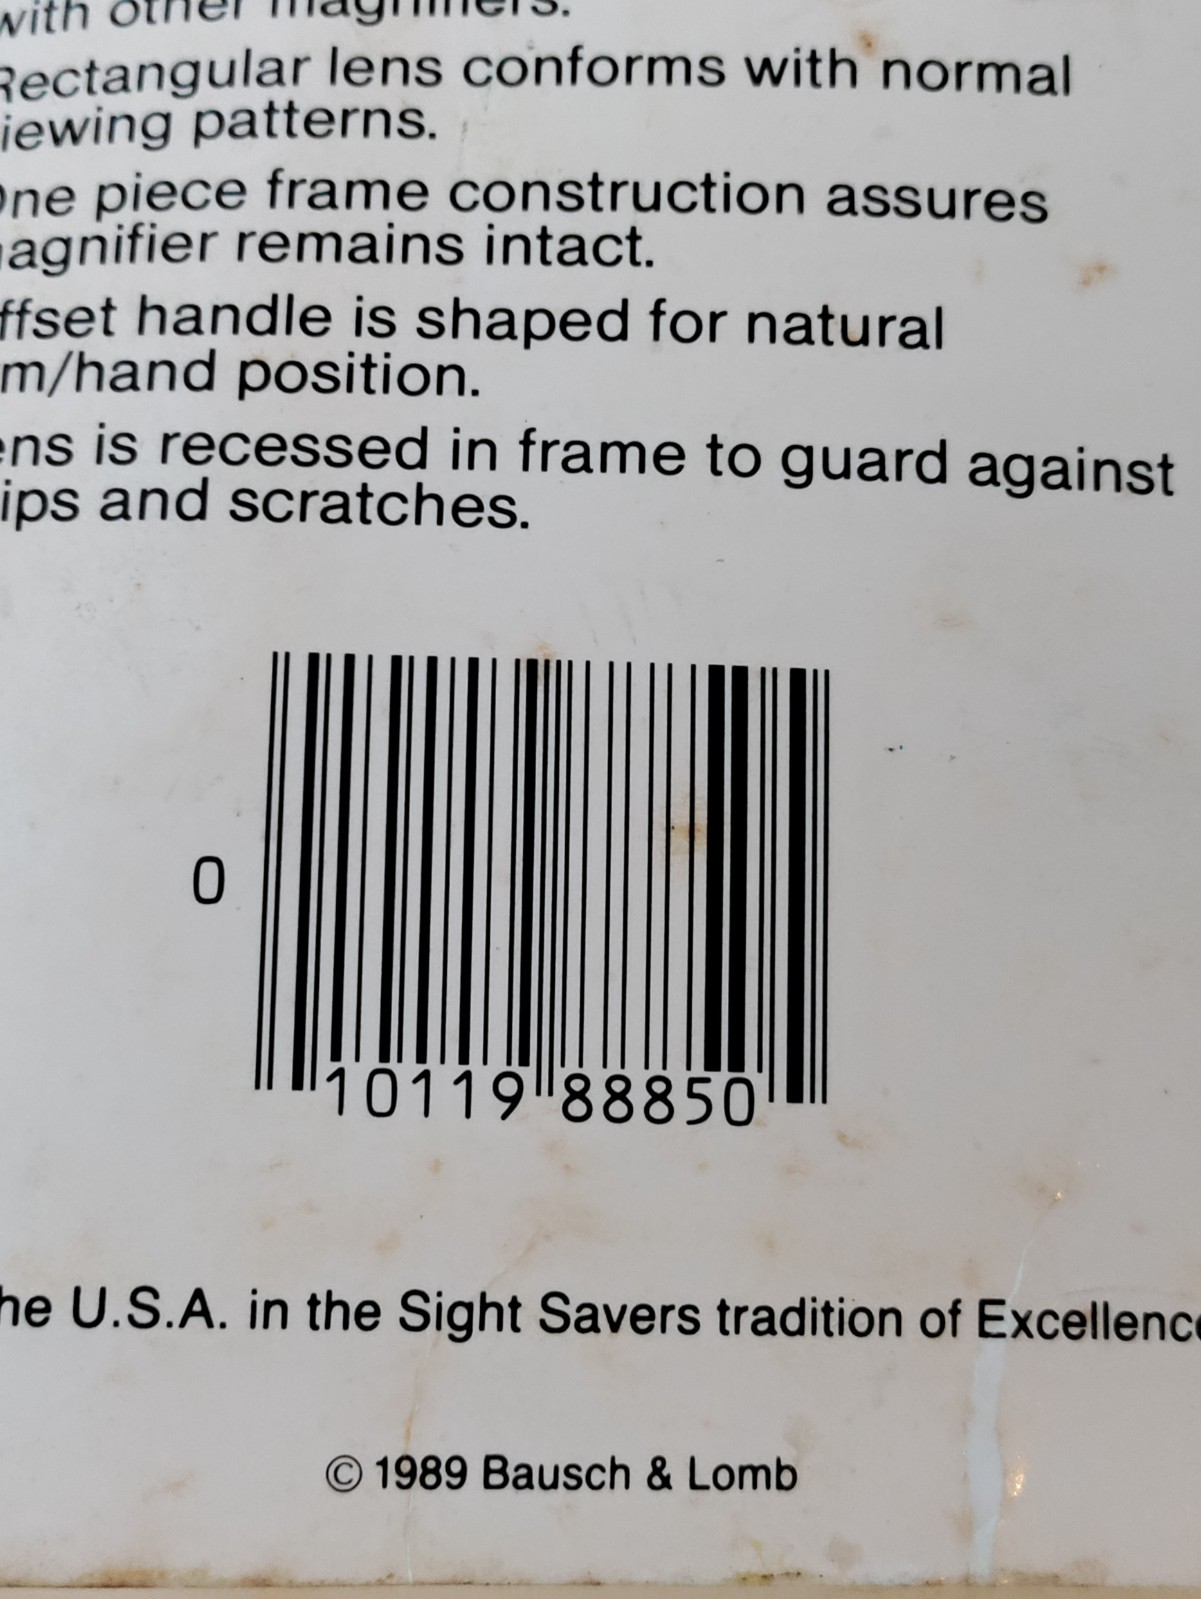 with other magnifiers.
Rectangular lens conforms with normal
iewing patterns.
One piece frame construction assures
agnifier remains intact.
ffset handle is shaped for natural
m/hand position.
ens is recessed in frame to guard against
ips and scratches.
0
10119 88850
he U.S.A. in the Sight Savers tradition of Excellence
© 1989 Bausch & Lomb